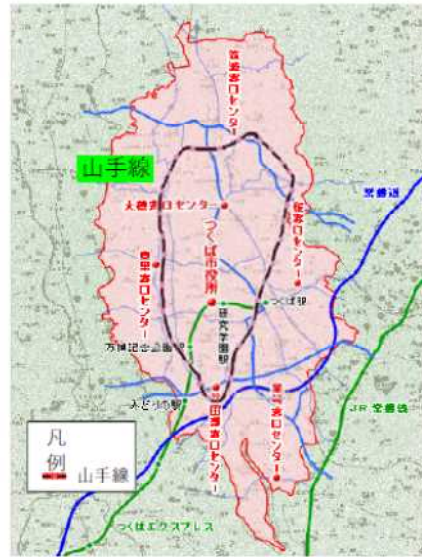 筑波窓口センター
山手線
大穂窓口センター
桜窓口センター
常磐道
つくば市役所
豊里窓口センター
つくば駅
研究学園駅
万博記念公園駅
みどりの駅
谷田部窓口センター
茎崎窓口センター
JR 常磐線
凡
例
山手線
つくばエクスプレス